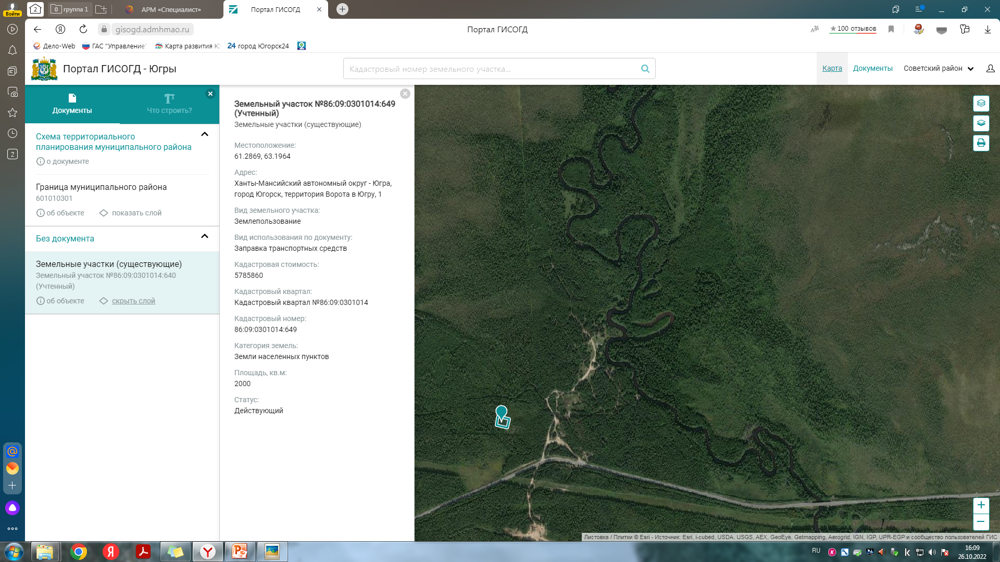 Войти
2
0
группа 1
АРМ «Специалист»
Портал ГИСОГД
gisogd.admhmao.ru
Портал ГИСОГД
★100 отзывов
Дело-Web
ГАС "Управление"
Карта развития Ю
24 город Югорск24
2
Портал ГИСОГД - Югры
Кадастровый номер земельного участка...
Карта
Документы
Советский район
Документы
Что строить?
Схема территориального
планирования муниципального района
о документе
Граница муниципального района
601010301
об объекте
показать слой
Без документа
Земельные участки (существующие)
Земельный участок №86:09:0301014:640
(Учтенный)
об объекте
скрыть слой
Земельный участок №86:09:0301014:649
(Учтенный)
Земельные участки (существующие)
Местоположение:
61.2869, 63.1964
Адрес:
Ханты-Мансийский автономный округ - Югра,
город Югорск, территория Ворота в Югру, 1
Вид земельного участка:
Землепользование
Вид использования по документу:
Заправка транспортных средств
Кадастровая стоимость:
5785860
Кадастровый квартал:
Кадастровый квартал №86:09:0301014
Кадастровый номер:
86:09:0301014:649
Категория земель:
Земли населенных пунктов
Площадь, кв.м:
2000
Статус:
Действующий
+
−
Листовка / Плитки © Esri - Источник: Esri, i-cubed, USDA, USGS, AEX, GeoEye, Getmapping, Aerogrid, IGN, IGP, UPR-EGP и сообщество пользователей ГИС
RU
16:09
26.10.2022